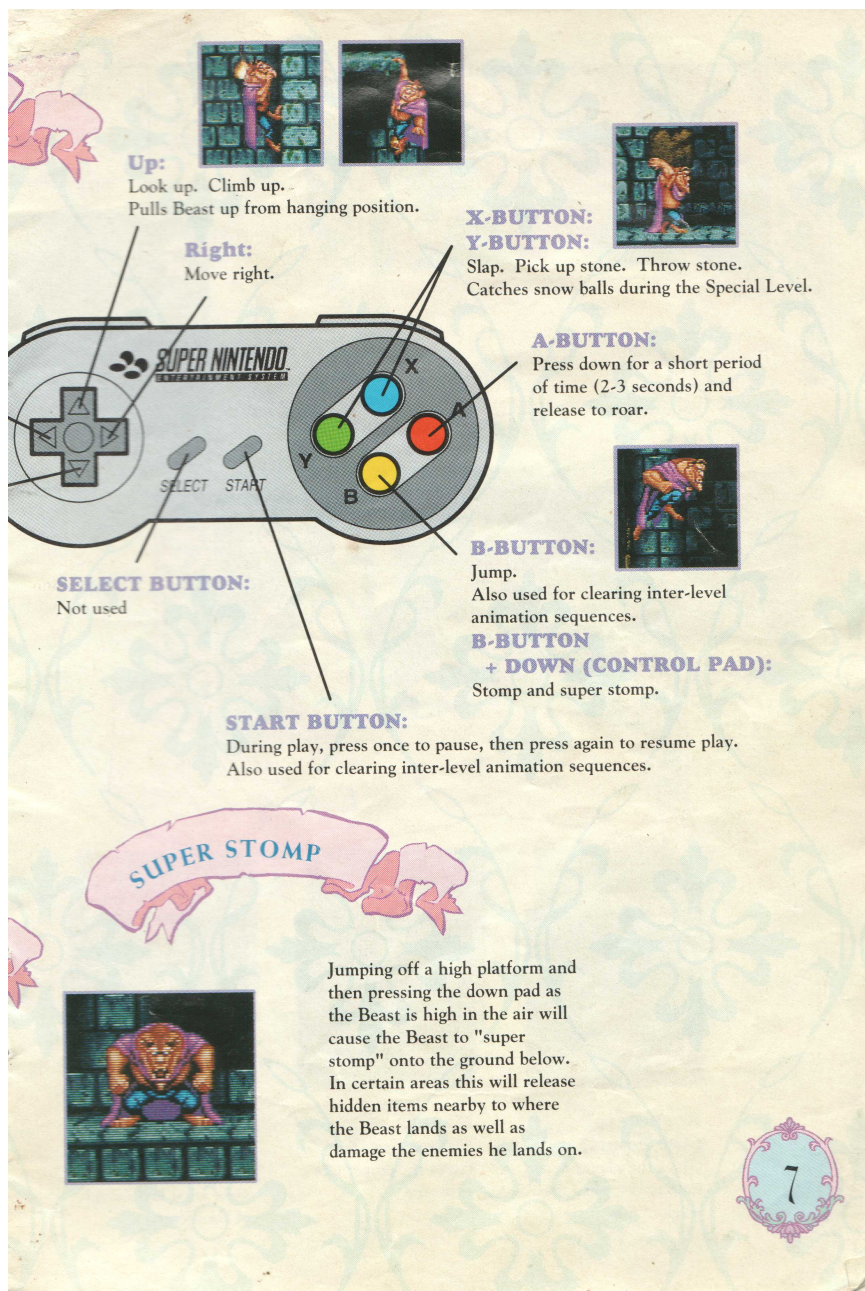 Up:
Look up. Climb up.
Pulls Beast up from hanging position.
Right:
Move right.
X-BUTTON:
Y-BUTTON:
Slap. Pick up stone. Throw stone.
Catches snow balls during the Special Level.
A-BUTTON:
Press down for a short period
of time (2-3 seconds) and
release to roar.
SUPER NINTENDO
ENTERTAINMENT SYSTEM
X
A
Y
B
SELECT START
B-BUTTON:
Jump.
Also used for clearing inter-level
animation sequences.
B-BUTTON
+ DOWN (CONTROL PAD):
Stomp and super stomp.
SELECT BUTTON:
Not used
START BUTTON:
During play, press once to pause, then press again to resume play.
Also used for clearing inter-level animation sequences.
SUPER STOMP
Jumping off a high platform and
then pressing the down pad as
the Beast is high in the air will
cause the Beast to "super
stomp" onto the ground below.
In certain areas this will release
hidden items nearby to where
the Beast lands as well as
damage the enemies he lands on.
7